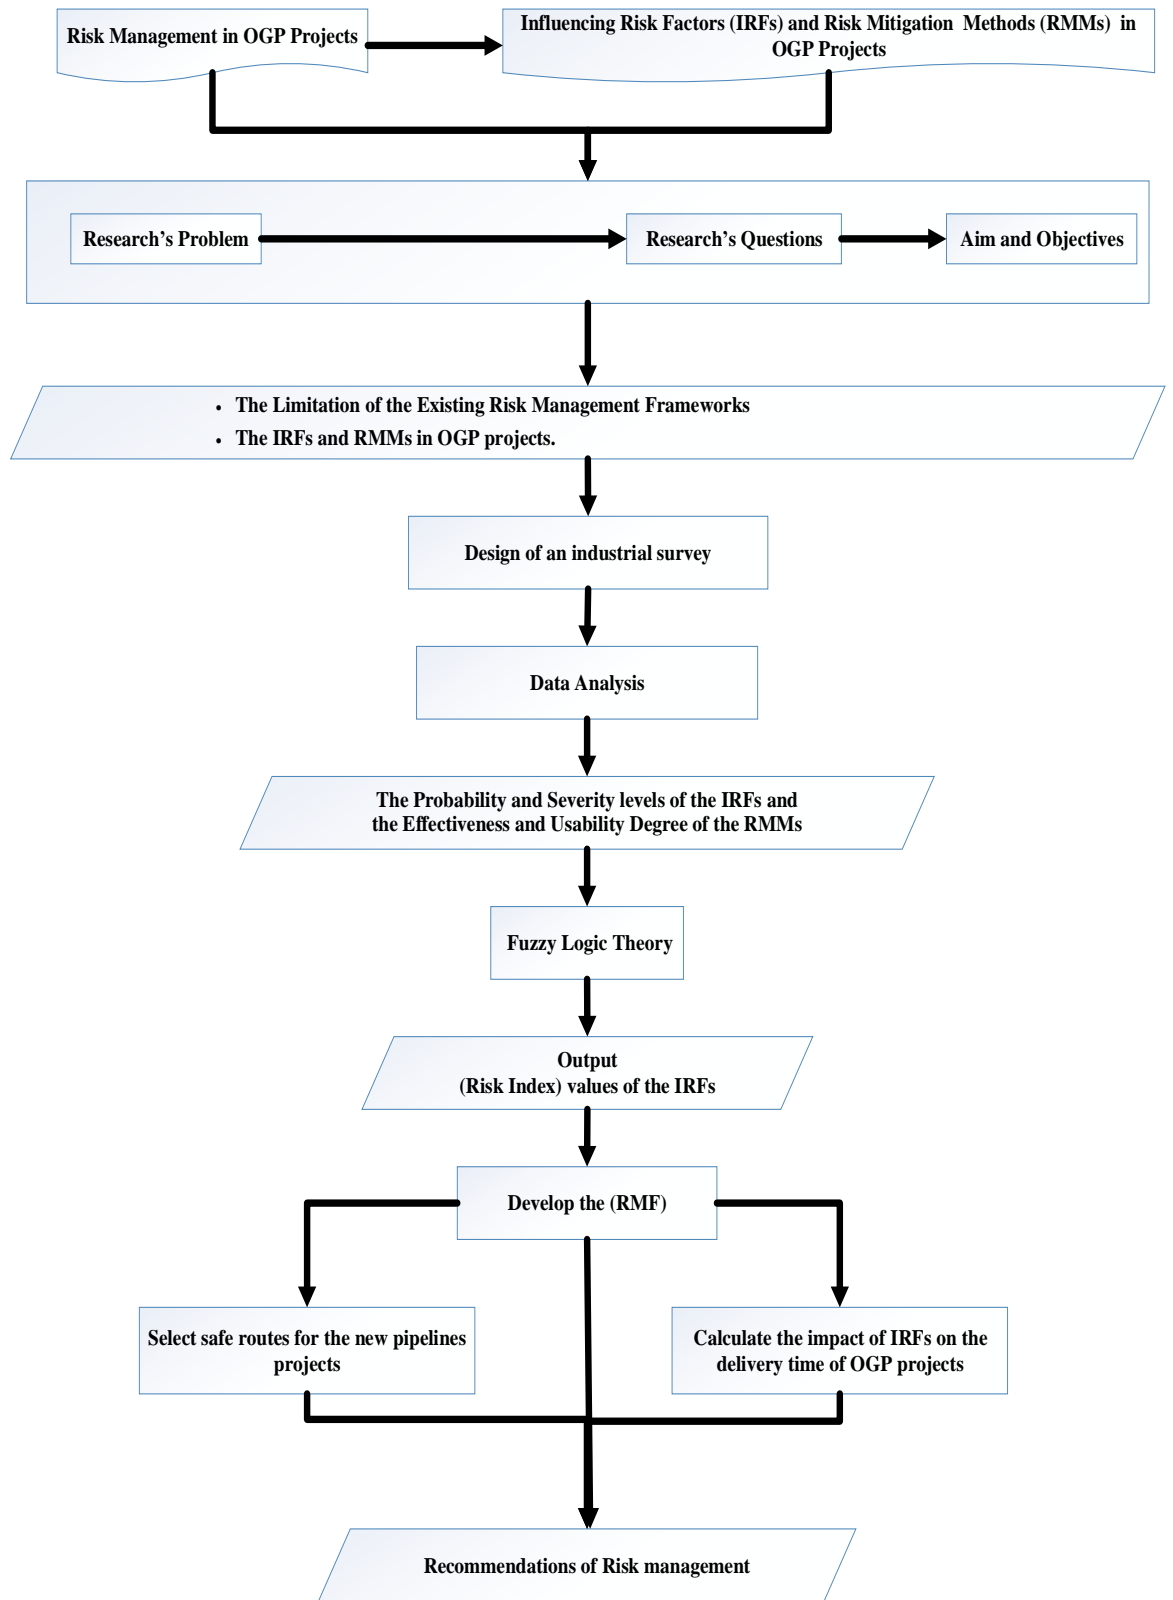 Risk Management in OGP Projects
Influencing Risk Factors (IRFs) and Risk Mitigation Methods (RMMs) in
OGP Projects
Research's Problem
Research's Questions
Aim and Objectives
• The Limitation of the Existing Risk Management Frameworks
• The IRFs and RMMs in OGP projects.
Design of an industrial survey
Data Analysis
The Probability and Severity levels of the IRFs and
the Effectiveness and Usability Degree of the RMMs
Fuzzy Logic Theory
Output
(Risk Index) values of the IRFs
Develop the (RMF)
Select safe routes for the new pipelines
projects
Calculate the impact of IRFs on the
delivery time of OGP projects
Recommendations of Risk management